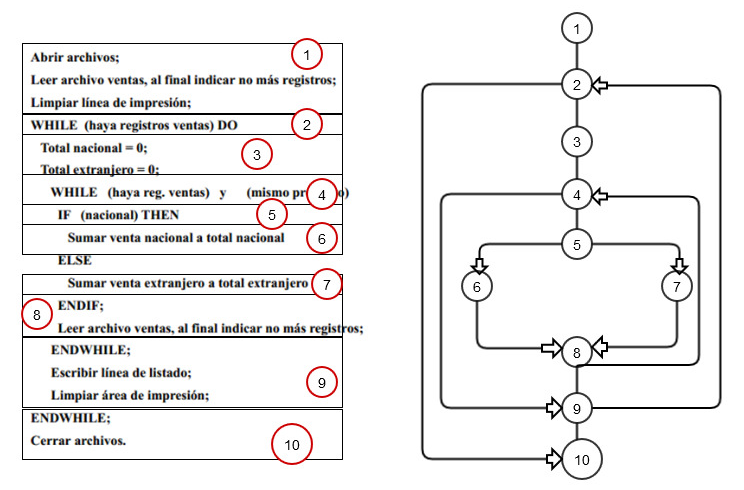 Abrir archivos; 1
Leer archivo ventas, al final indicar no más registros;
Limpiar línea de impresión;
WHILE (haya registros ventas) DO 2
Total nacional = 0; 3
Total extranjero = 0;
WHILE (haya reg. ventas) y (mismo pr 4 o)
IF (nacional) THEN 5
Sumar venta nacional a total nacional 6
ELSE
Sumar venta extranjero a total extranjero 7
ENDIF; 8
Leer archivo ventas, al final indicar no más registros;
ENDWHILE;
Escribir línea de listado; 9
Limpiar área de impresión;
ENDWHILE;
Cerrar archivos. 10
1
2
3
4
5
6 7
8
9
10